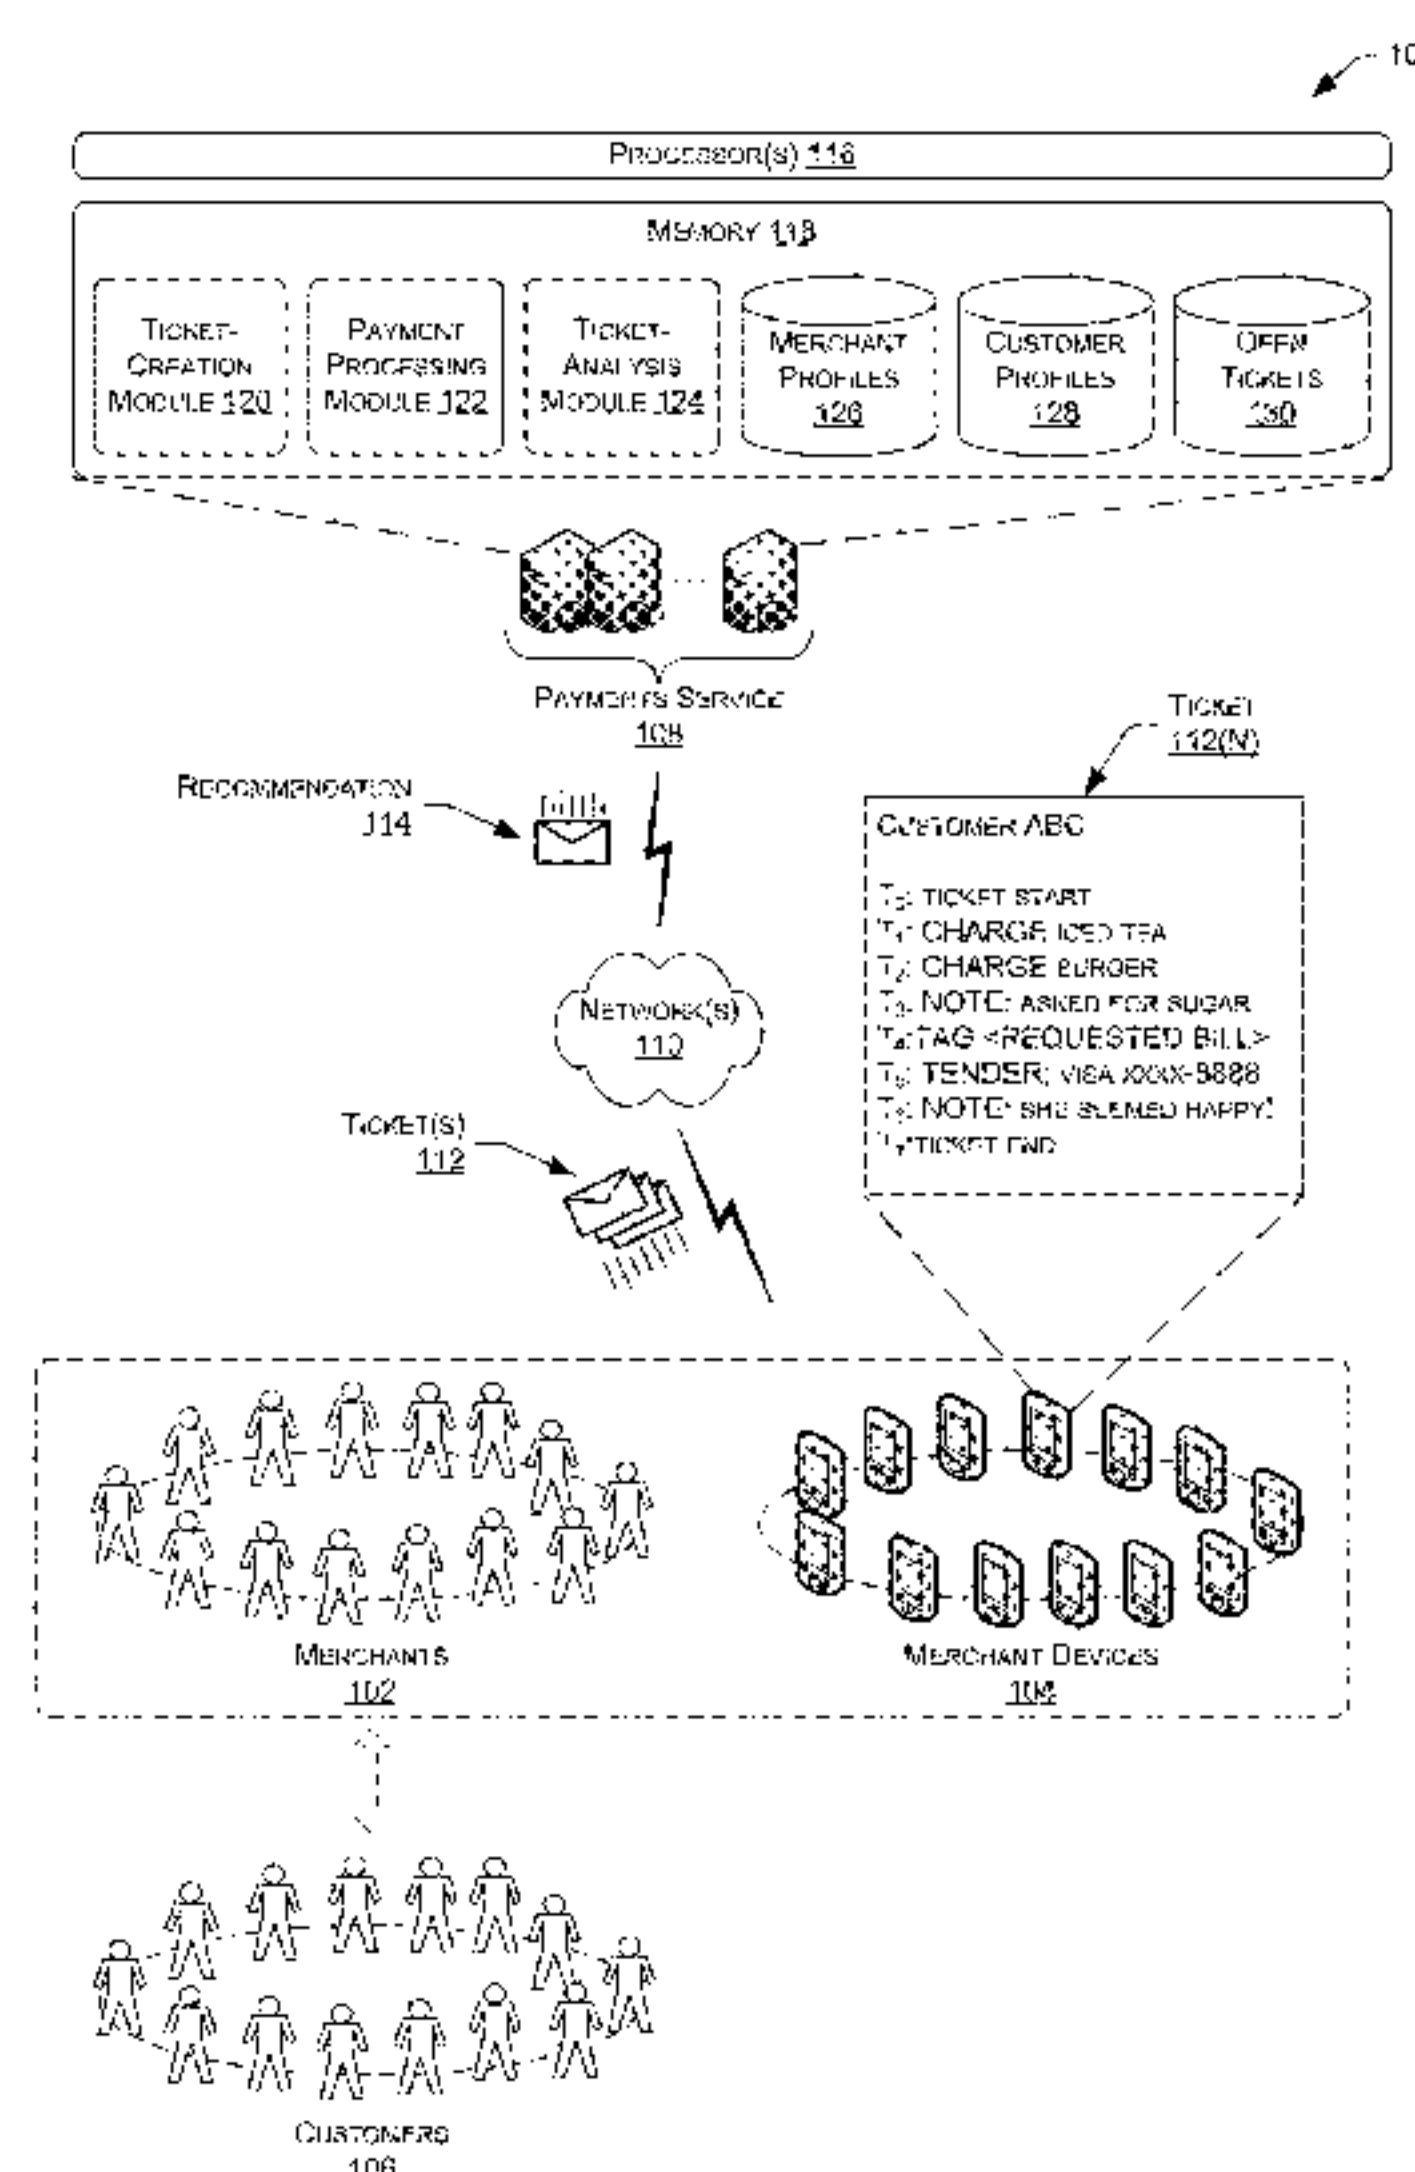 10
PROCESSOR(S) 116
MEMORY 118
TICKET-
CREATION
MODULE 120
PAYMENT
PROCESSING
MODULE 122
TICKET-
ANALYSIS
MODULE 124
MERCHANT
PROFILES
126
CUSTOMER
PROFILES
128
OPEN
TICKETS
130
PAYMENTS SERVICE
108
RECOMMENDATION
114
TICKET
112(N)
CUSTOMER ABC
T0: TICKET START
T1: CHARGE ICED TEA
T2: CHARGE BURGER
T3: NOTE: ASKED FOR SUGAR
T4: TAG <REQUESTED BILL>
T5: TENDER: VISA XXXX-8888
T6: NOTE: SHE SEEMED HAPPY!
T7: TICKET END
NETWORK(S)
110
TICKET(S)
112
MERCHANTS
102
MERCHANT DEVICES
104
CUSTOMERS
106